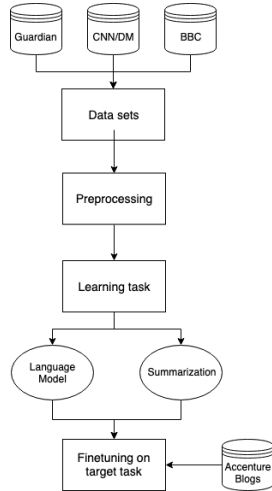 Guardian
CNN/DM
BBC
Data sets
Preprocessing
Learning task
Language
Model
Summarization
Finetuning on
target task
Accenture
Blogs